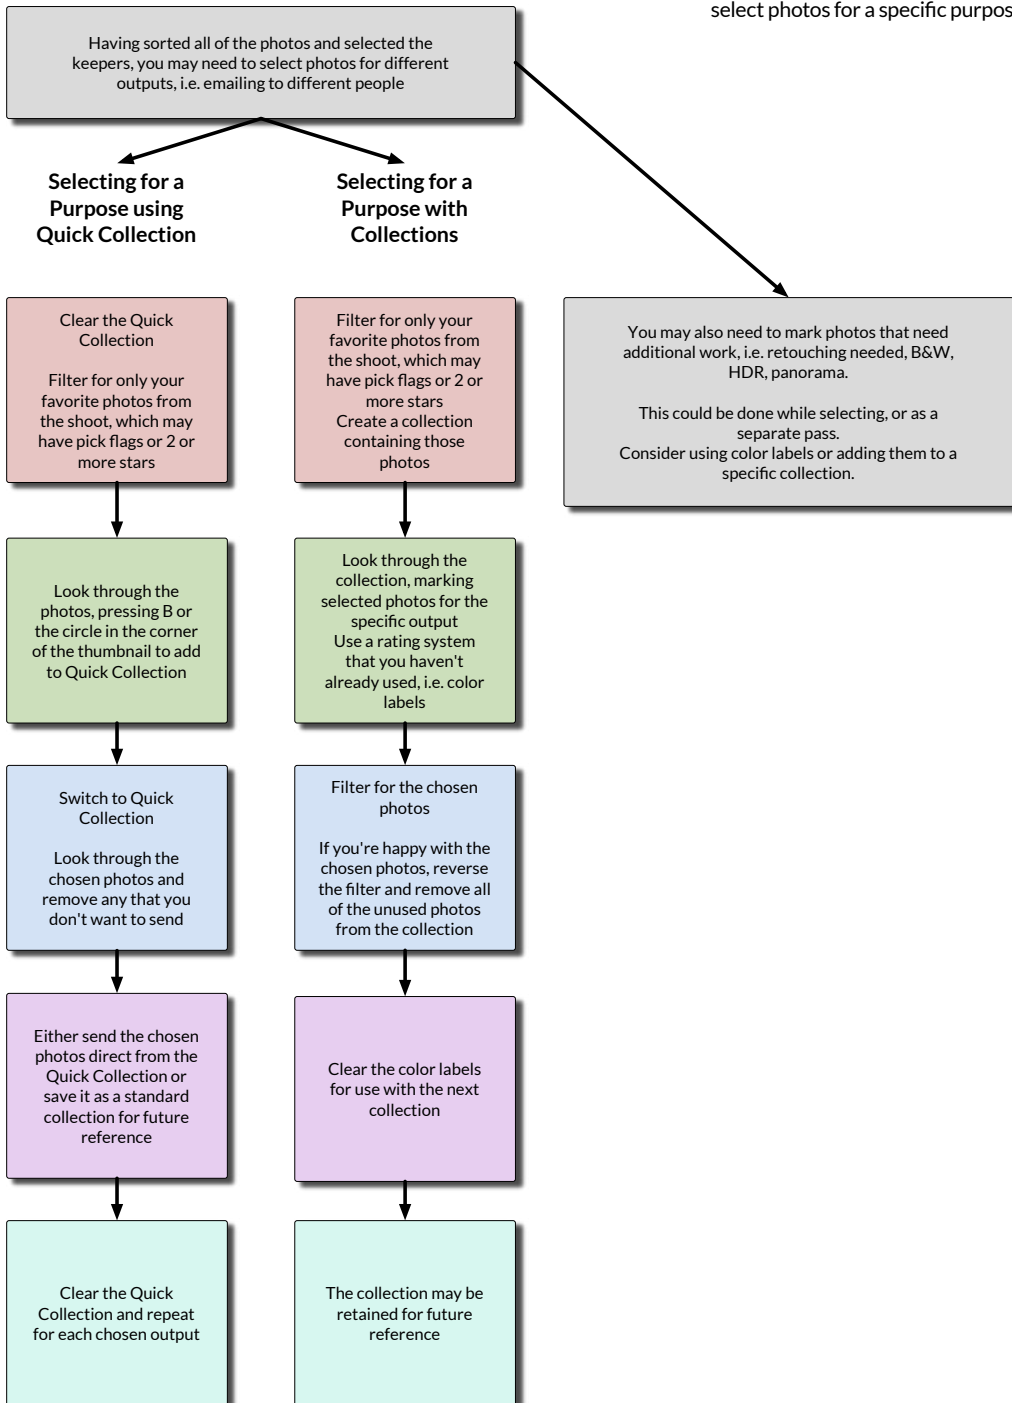 select photos for a specific purpos
Having sorted all of the photos and selected the
keepers, you may need to select photos for different
outputs, i.e. emailing to different people
Selecting for a
Purpose using
Quick Collection
Selecting for a
Purpose with
Collections
Clear the Quick
Collection
Filter for only your
favorite photos from
the shoot, which may
have pick flags or 2 or
more stars
Filter for only your
favorite photos from
the shoot, which may
have pick flags or 2 or
more stars
Create a collection
containing those
photos
You may also need to mark photos that need
additional work, i.e. retouching needed, B&W,
HDR, panorama.
This could be done while selecting, or as a
separate pass.
Consider using color labels or adding them to a
specific collection.
Look through the
photos, pressing B or
the circle in the corner
of the thumbnail to add
to Quick Collection
Look through the
collection, marking
selected photos for the
specific output
Use a rating system
that you haven't
already used, i.e. color
labels
Switch to Quick
Collection
Look through the
chosen photos and
remove any that you
don't want to send
Filter for the chosen
photos
If you're happy with the
chosen photos, reverse
the filter and remove all
of the unused photos
from the collection
Either send the chosen
photos direct from the
Quick Collection or
save it as a standard
collection for future
reference
Clear the color labels
for use with the next
collection
Clear the Quick
Collection and repeat
for each chosen output
The collection may be
retained for future
reference